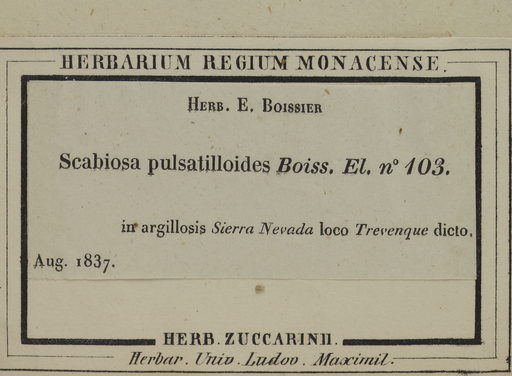 HERBARIUM REGIUM MONACENSE.
HERB. E. BOISSIER
Scabiosa pulsatilloides Boiss. El. n° 103.
in argillosis Sierra Nevada loco Trevenque dicto.
Aug. 1837.
HERB. ZUCCARINII.
Herbar. Univ. Ludov. Maximil.